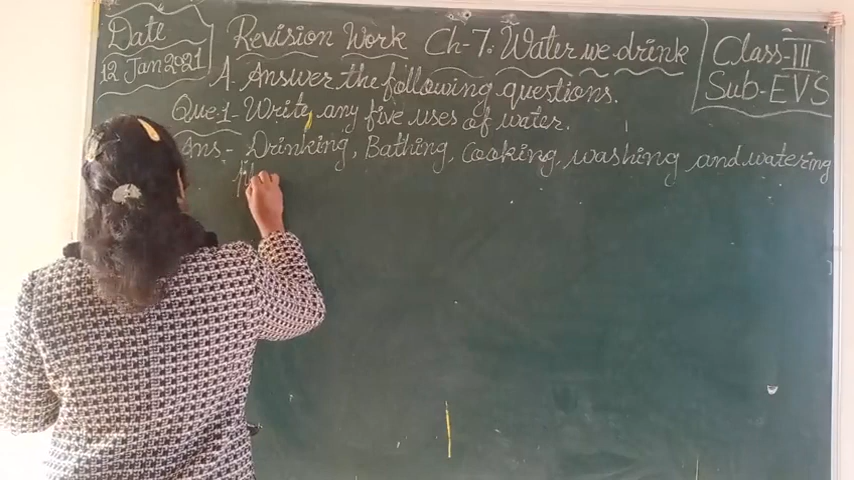 Date
12 Jan 2021
Revision Work Ch-7. Water we drink
Class-III
Sub-EVS
A. Answer the following questions.
Que:1- Write any five uses of water.
Ans- Drinking, Bathing, cooking, washing and watering